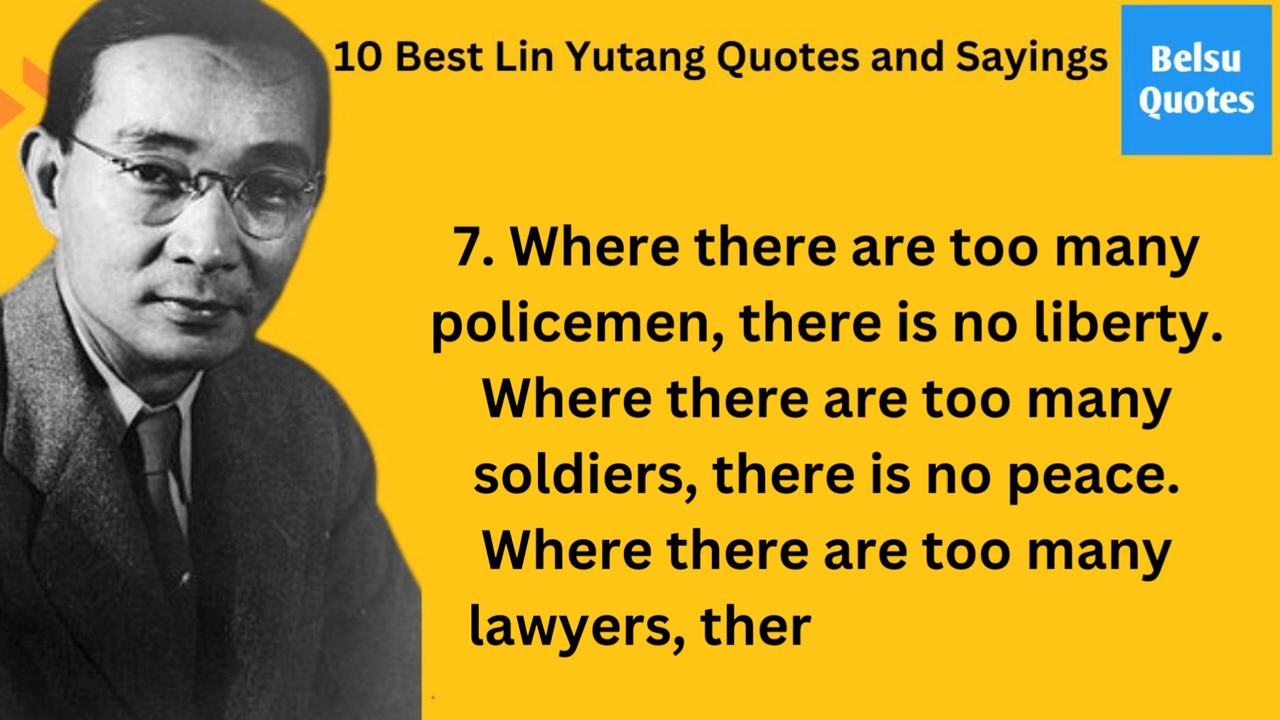 10 Best Lin Yutang Quotes and Sayings
Belsu
Quotes
7. Where there are too many
policemen, there is no liberty.
Where there are too many
soldiers, there is no peace.
Where there are too many
lawyers, ther